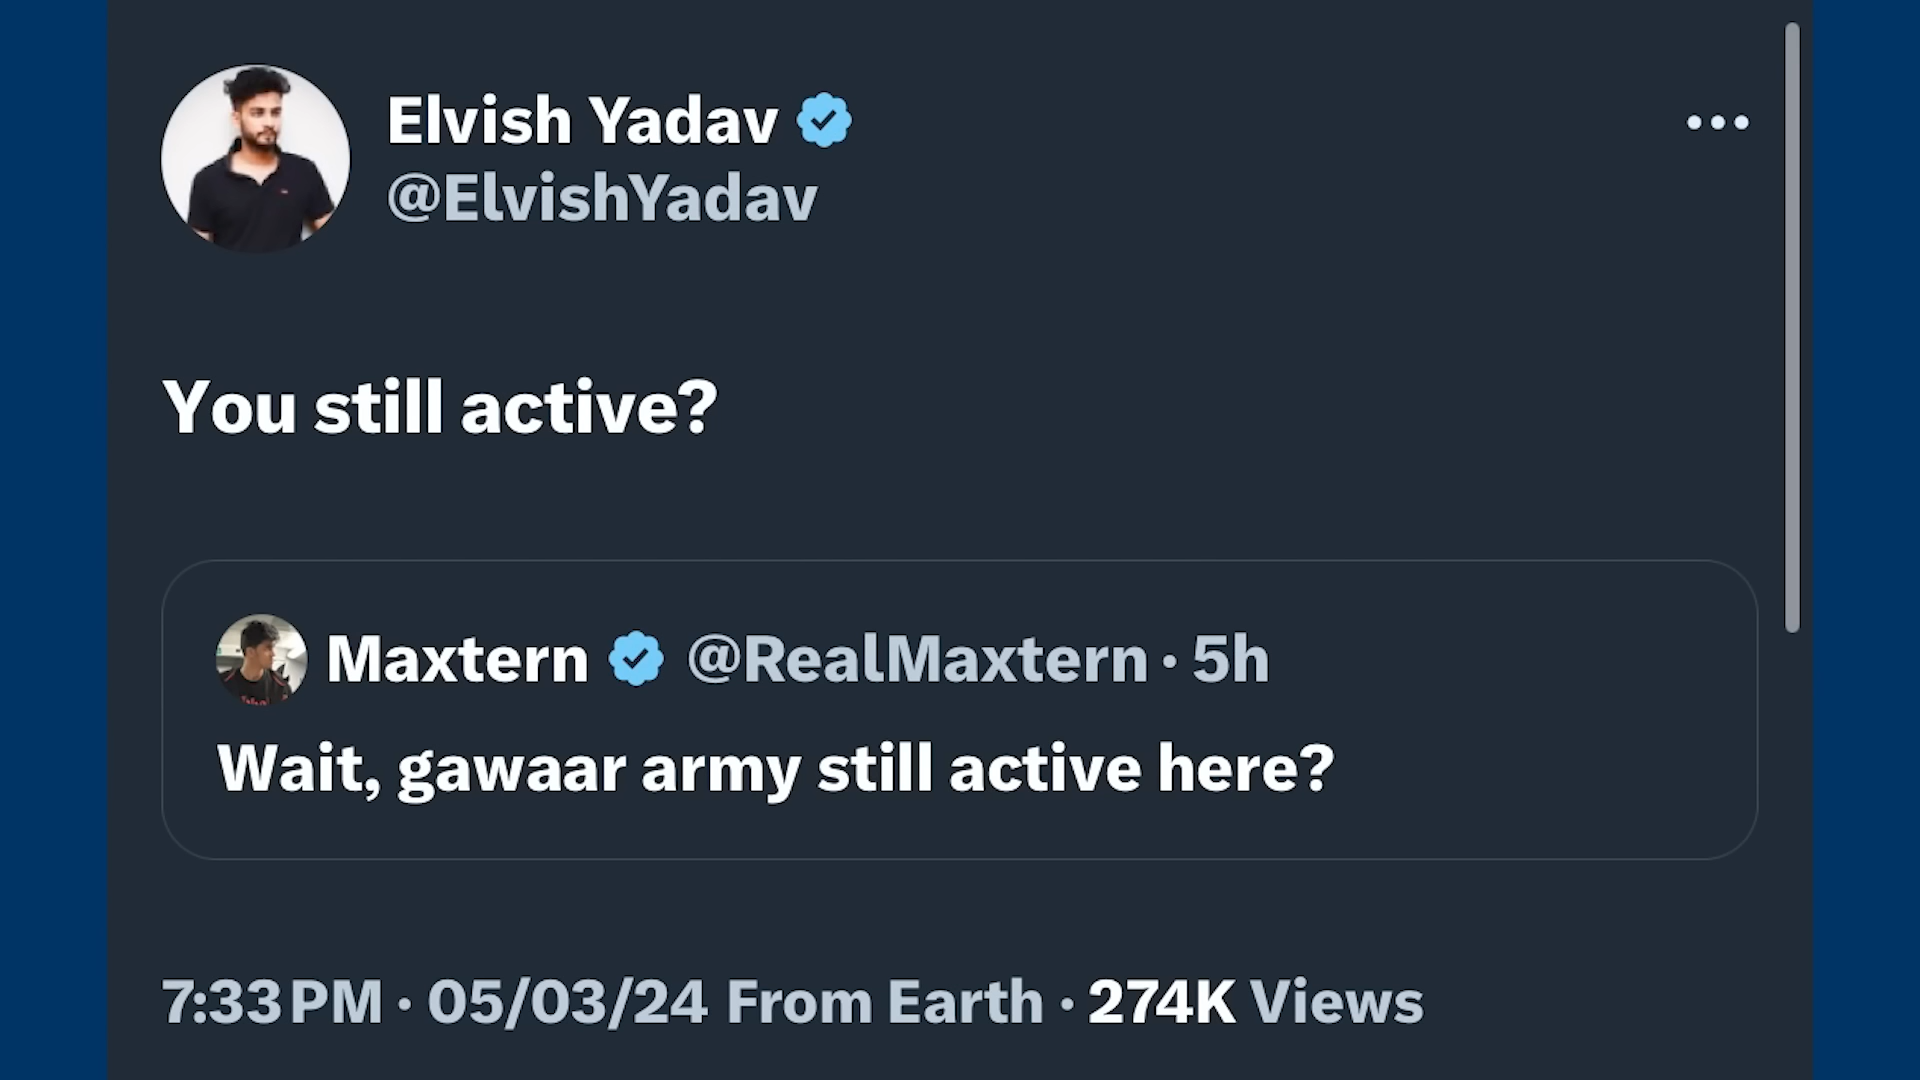 Elvish Yadav
@ElvishYadav
You still active?
Maxtern @RealMaxtern · 5h
Wait, gawaar army still active here?
7:33 PM · 05/03/24 From Earth · 274K Views